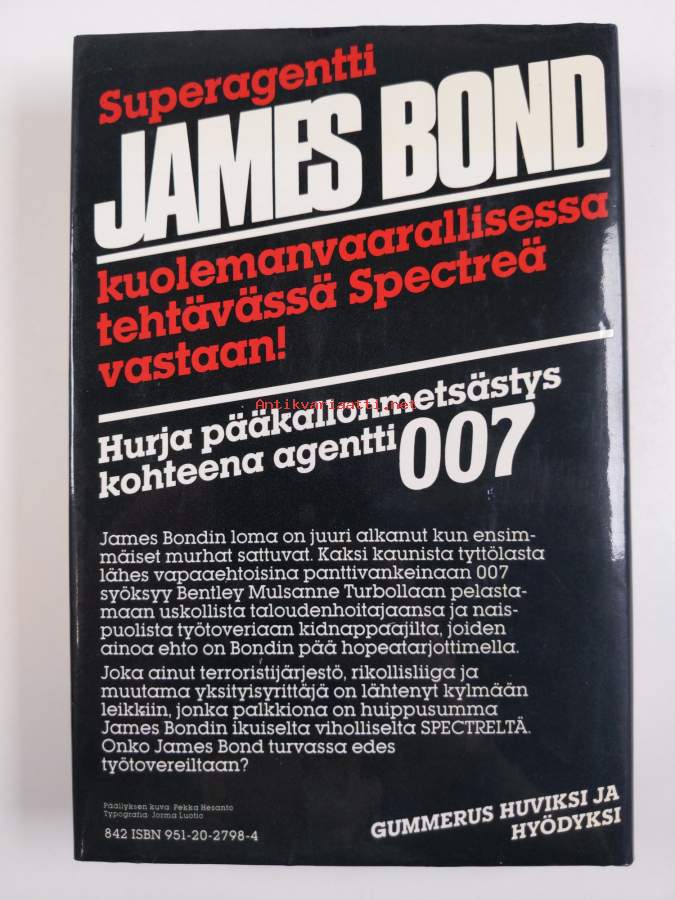 Superagentti
JAMES BOND
kuolemanvaarallisessa
tehtävässä Spectreä
vastaan!
Hurja pääkallonmetsästys
Antikvariaatti.net
kohteena agentti 007
James Bondin loma on juuri alkanut kun ensim-
mäiset murhat sattuvat. Kaksi kaunista tyttölasta
lähes vapaaehtoisina panttivankeinaan 007
syöksyy Bentley Mulsanne Turbollaan pelasta-
maan uskollista taloudenhoitajaansa ja nais-
puolista työtoveriaan kidnappaajilta, joiden
ainoa ehto on Bondin pää hopeatarjottimella.
Joka ainut terroristijärjestö, rikollisliiga ja
muutama yksityisyrittäjä on lähtenyt kylmään
leikkiin, jonka palkkiona on huippusumma
James Bondin ikuiselta viholliselta SPECTRELTÄ.
Onko James Bond turvassa edes
työtovereiltaan?
Päällyksen kuva Pekka Hesanto
Typografia Jorma Luotio
842 ISBN 951-20-2798-4
GUMMERUS HUVIKSI JA
HYÖDYKSI